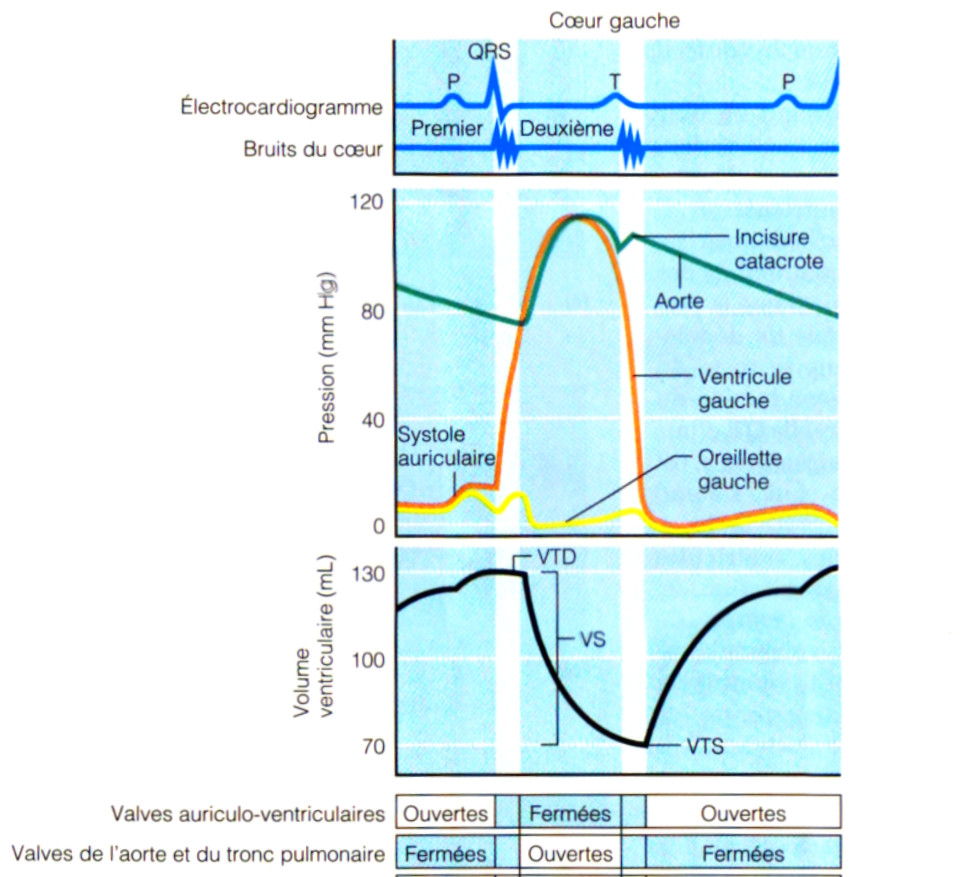 Cœur gauche
QRS
P
T
P
Électrocardiogramme
Premier
Deuxième
Bruits du cœur
120
80
40
0
Pression (mm Hg)
Incisure
catacrote
Aorte
Ventricule
gauche
Systole
auriculaire
Oreillette
gauche
130
100
70
Volume
ventriculaire (mL)
VTD
VS
VTS
Valves auriculo-ventriculaires
Ouvertes
Fermées
Ouvertes
Valves de l'aorte et du tronc pulmonaire
Fermées
Ouvertes
Fermées